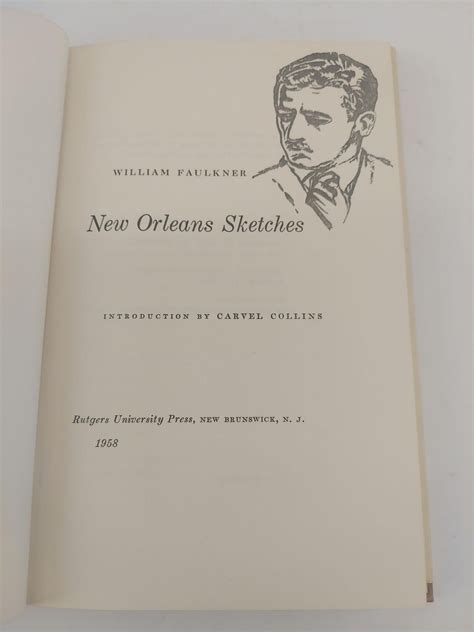 WILLIAM FAULKNER
New Orleans Sketches
INTRODUCTION BY CARVEL COLLINS
Rutgers University Press, NEW BRUNSWICK, N. J.
1958